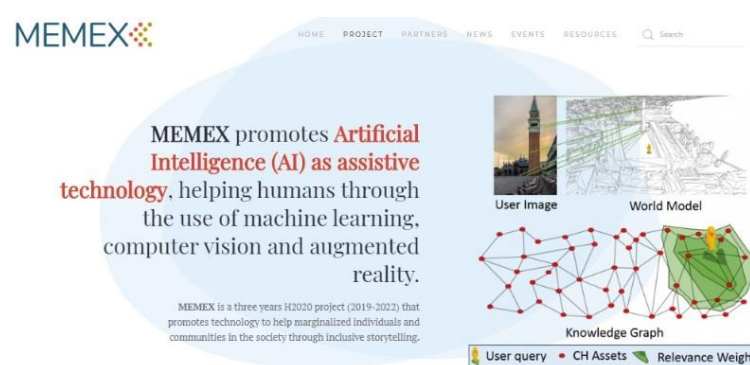 MEMEX
HOME PROJECT PARTNERS NEWS EVENTS RESOURCES Search
MEMEX promotes Artificial
Intelligence (AI) as assistive
technology, helping humans through
the use of machine learning,
computer vision and augmented
reality.
MEMEX is a three years H2020 project (2019-2022) that
promotes technology to help marginalized individuals and
communities in the society through inclusive storytelling.
User Image World Model
Knowledge Graph
User query CH Assets Relevance Weigh